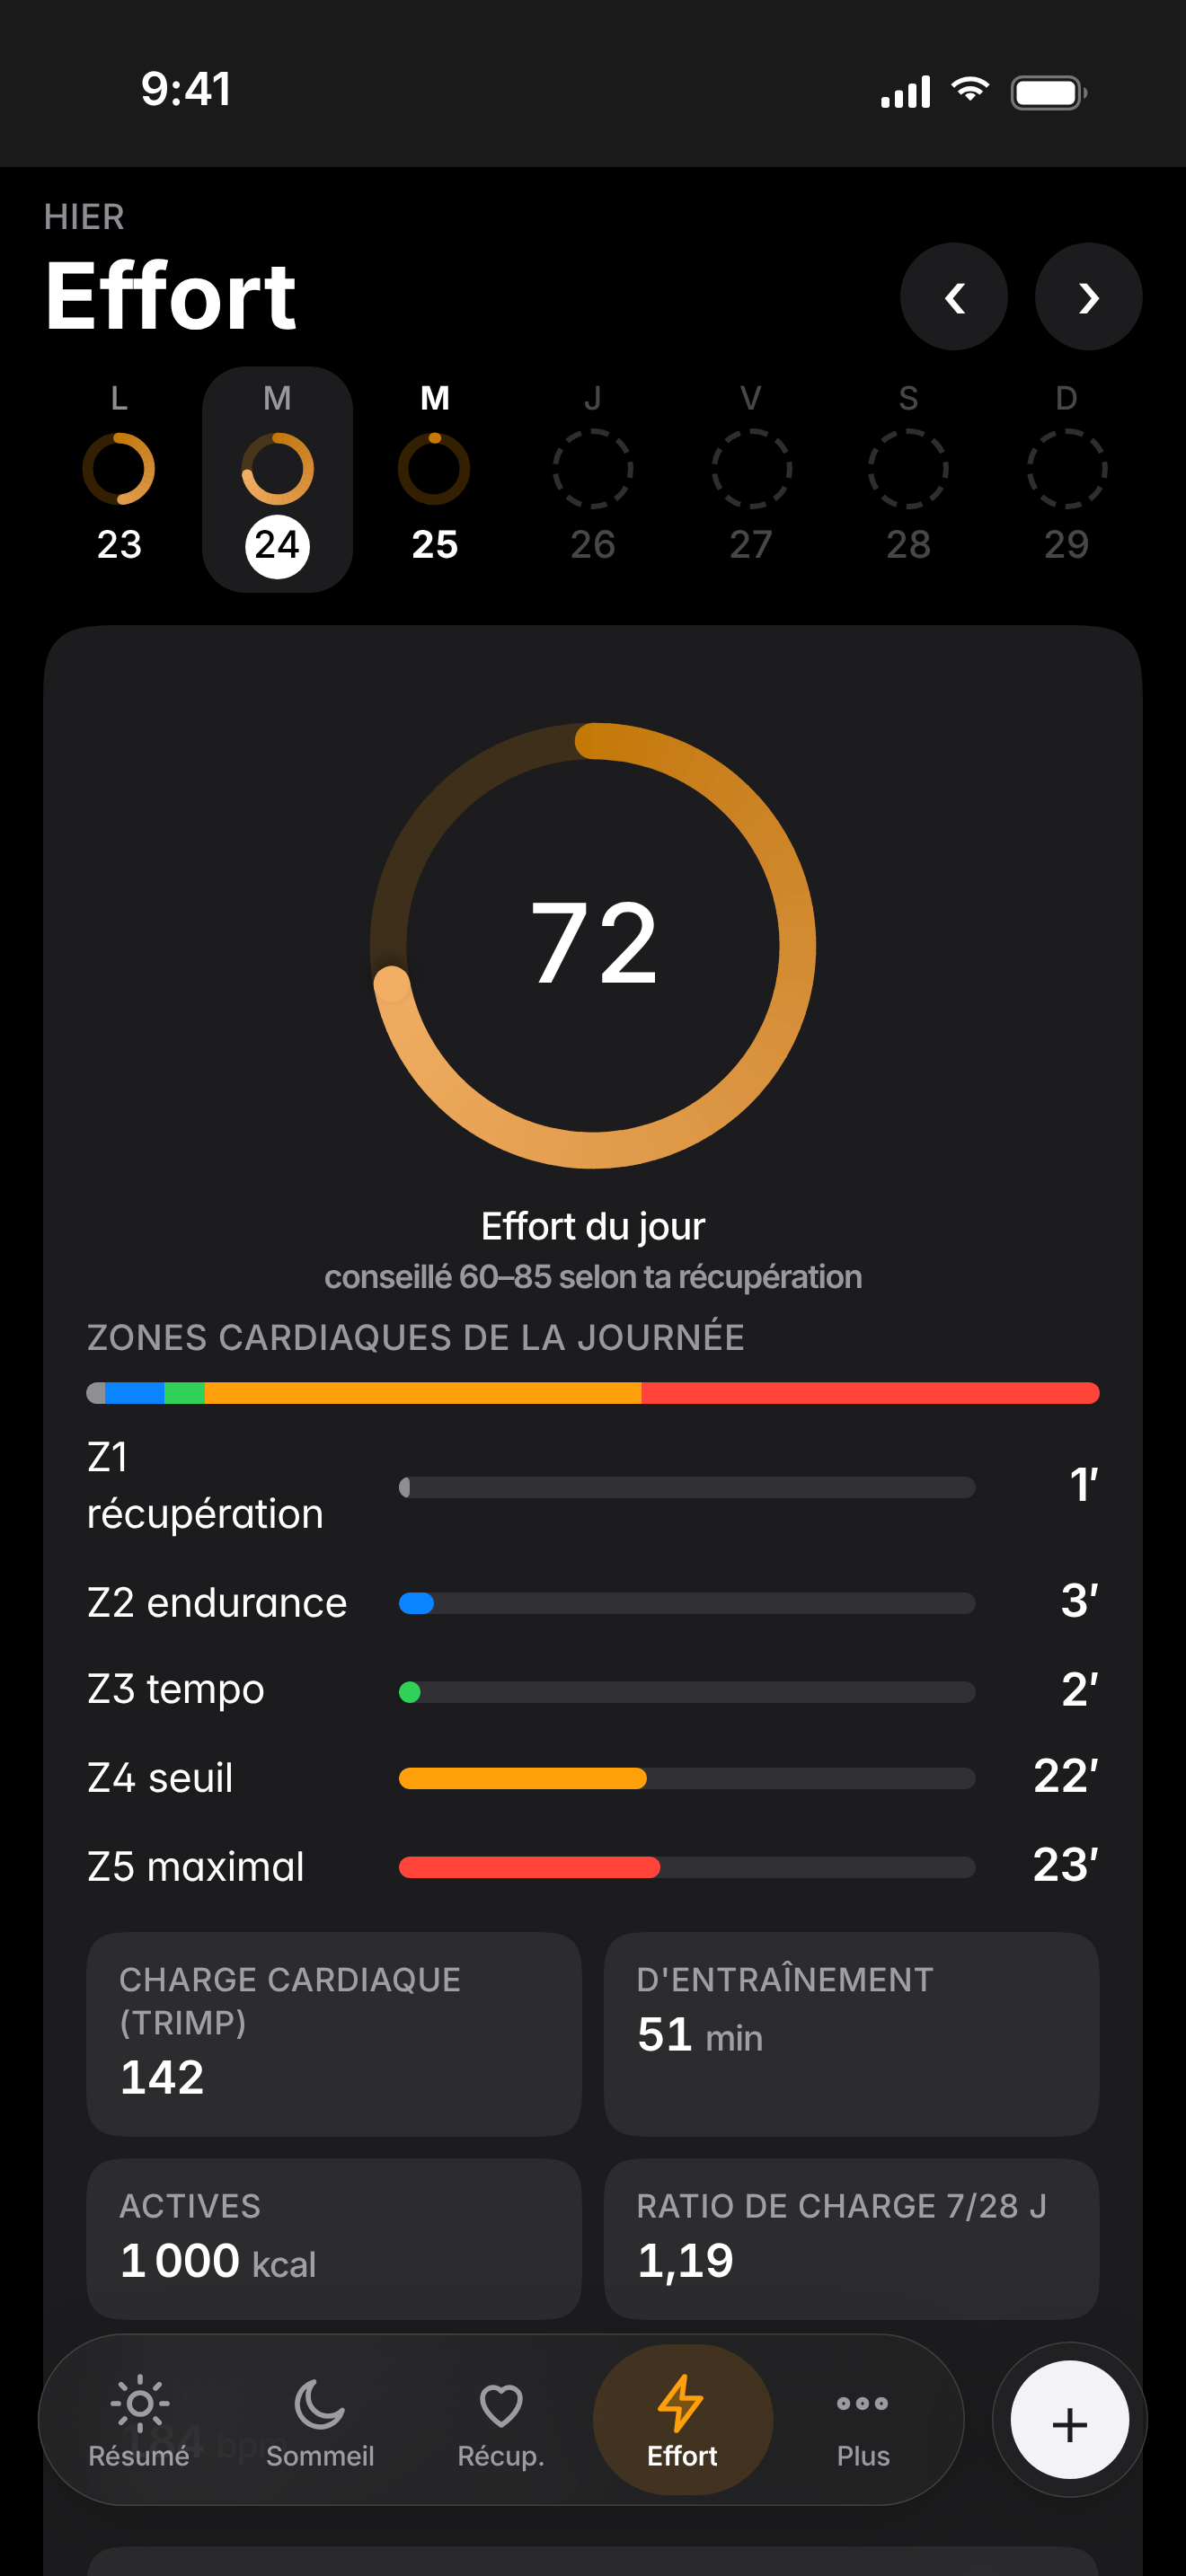 9:41
HIER
Effort
‹ ›
L M M J V S D
23 24 25 26 27 28 29
72
Effort du jour
conseillé 60–85 selon ta récupération
ZONES CARDIAQUES DE LA JOURNÉE
Z1
récupération
1′
Z2 endurance 3′
Z3 tempo 2′
Z4 seuil 22′
Z5 maximal 23′
CHARGE CARDIAQUE
(TRIMP)
142
D'ENTRAÎNEMENT
51 min
ACTIVES
1 000 kcal
RATIO DE CHARGE 7/28 J
1,19
184 bpm
Résumé Sommeil Récup. Effort Plus
+